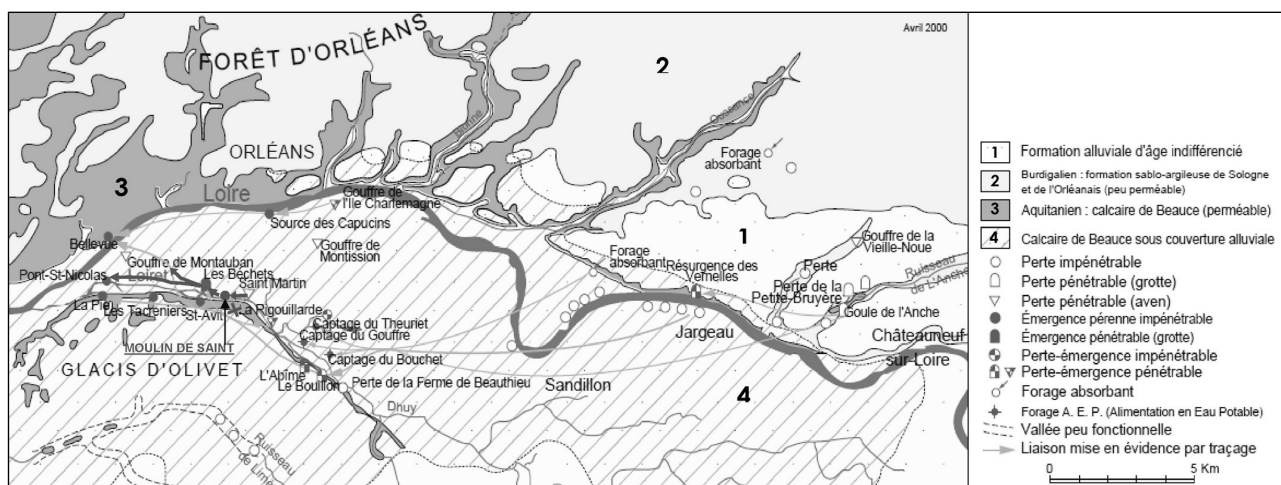 Avril 2000
FORÊT D'ORLÉANS
2
Bionne
Oussance
Forage
absorbant
ORLÉANS
3
Loire
Gouffre de
l'Ile Charlemagne
Source des Capucins
Bellevue
Gouffre de
Montission
1
Gouffre de la
Vieille-Noue
Forage
absorbant
Résurgence des
Vernelles
Perte
Perte de la
Petite-Bruyère
Ruisseau
de L'Anche
Goule de l'Anche
Gouffre de Montauban
Pont-St-Nicolas
Loiret
Les Béchets
Saint Martin
La Pie
Les Tacreniers
St-Avit
La Rigouillarde
Captage du Theuriet
Captage du Gouffre
Jargeau
Châteauneuf
-sur-Loire
MOULIN DE SAINT
Captage du Bouchet
GLACIS D'OLIVET
L'Abîme
Le Bouillon
Perte de la Ferme de Beauthieu
Sandillon
4
Dhuy
Ruisseau
de Limère
1 Formation alluviale d'âge indifférencié
2 Burdigalien : formation sablo-argileuse de Sologne
et de l'Orléanais (peu perméable)
3 Aquitanien : calcaire de Beauce (perméable)
4 Calcaire de Beauce sous couverture alluviale
Perte impénétrable
Perte pénétrable (grotte)
Perte pénétrable (aven)
Émergence pérenne impénétrable
Émergence pénétrable (grotte)
Perte-émergence impénétrable
Perte-émergence pénétrable
Forage absorbant
Forage A. E. P. (Alimentation en Eau Potable)
Vallée peu fonctionnelle
Liaison mise en évidence par traçage
0 5 Km